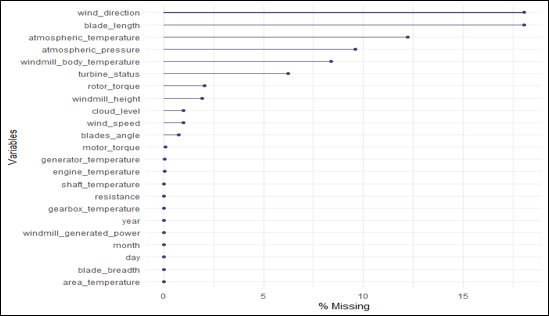 wind_direction
blade_length
atmospheric_temperature
atmospheric_pressure
windmill_body_temperature
turbine_status
rotor_torque
windmill_height
cloud_level
wind_speed
blades_angle
motor_torque
generator_temperature
engine_temperature
shaft_temperature
resistance
gearbox_temperature
year
windmill_generated_power
month
day
blade_breadth
area_temperature
Variables
0 5 10 15
% Missing